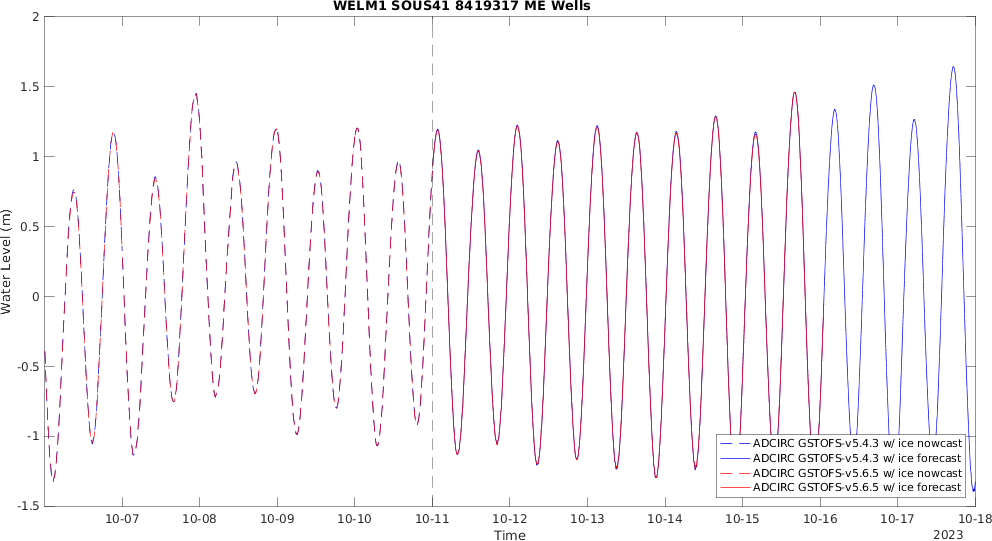 WELM1 SOUS41 8419317 ME Wells
2
1.5
1
0.5
0
-0.5
-1
-1.5
Water Level (m)
ADCIRC GSTOFS-v5.4.3 w/ ice nowcast
ADCIRC GSTOFS-v5.4.3 w/ ice forecast
ADCIRC GSTOFS-v5.6.5 w/ ice nowcast
ADCIRC GSTOFS-v5.6.5 w/ ice forecast
10-07 10-08 10-09 10-10 10-11 10-12 10-13 10-14 10-15 10-16 10-17 10-18
Time
2023